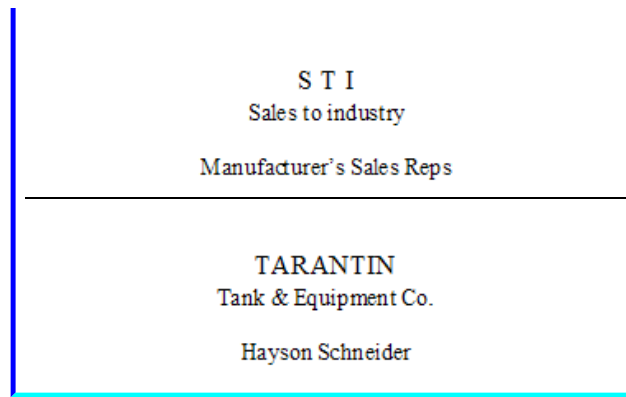 S T I
Sales to industry
Manufacturer's Sales Reps
TARANTIN
Tank & Equipment Co.
Hayson Schneider